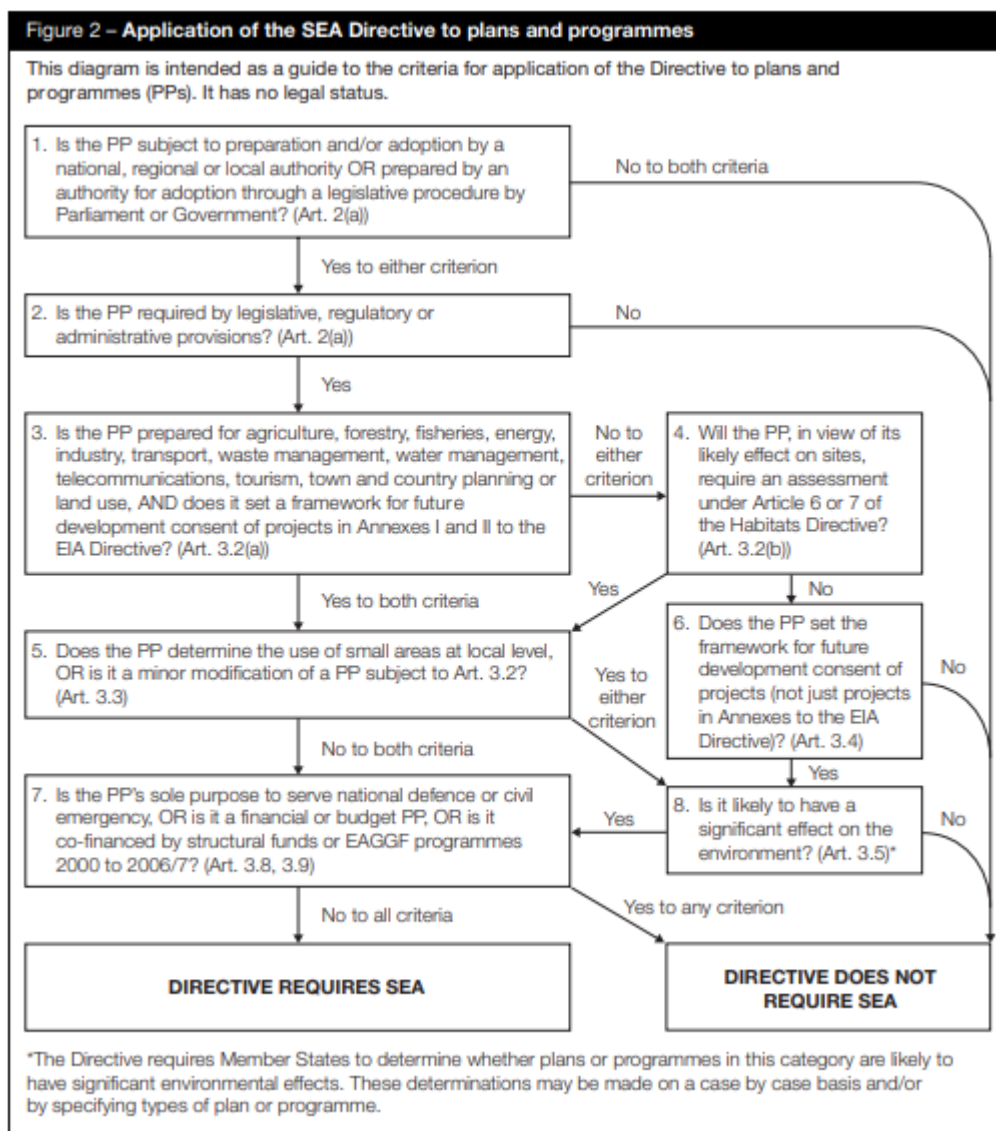 Figure 2 – Application of the SEA Directive to plans and programmes
This diagram is intended as a guide to the criteria for application of the Directive to plans and
programmes (PPs). It has no legal status.
1. Is the PP subject to preparation and/or adoption by a
national, regional or local authority OR prepared by an
authority for adoption through a legislative procedure by
Parliament or Government? (Art. 2(a))
No to both criteria
Yes to either criterion
2. Is the PP required by legislative, regulatory or
administrative provisions? (Art. 2(a))
No
Yes
3. Is the PP prepared for agriculture, forestry, fisheries, energy,
industry, transport, waste management, water management,
telecommunications, tourism, town and country planning or
land use, AND does it set a framework for future
development consent of projects in Annexes I and II to the
EIA Directive? (Art. 3.2(a))
No to
either
criterion
4. Will the PP, in view of its
likely effect on sites,
require an assessment
under Article 6 or 7 of
the Habitats Directive?
(Art. 3.2(b))
Yes to both criteria
Yes
No
5. Does the PP determine the use of small areas at local level,
OR is it a minor modification of a PP subject to Art. 3.2?
(Art. 3.3)
Yes to
either
criterion
6. Does the PP set the
framework for future
development consent of
projects (not just projects
in Annexes to the EIA
Directive)? (Art. 3.4)
No
No to both criteria
Yes
7. Is the PP's sole purpose to serve national defence or civil
emergency, OR is it a financial or budget PP, OR is it
co-financed by structural funds or EAGGF programmes
2000 to 2006/7? (Art. 3.8, 3.9)
Yes
8. Is it likely to have a
significant effect on the
environment? (Art. 3.5)*
No
No to all criteria
Yes to any criterion
DIRECTIVE REQUIRES SEA
DIRECTIVE DOES NOT
REQUIRE SEA
*The Directive requires Member States to determine whether plans or programmes in this category are likely to
have significant environmental effects. These determinations may be made on a case by case basis and/or
by specifying types of plan or programme.